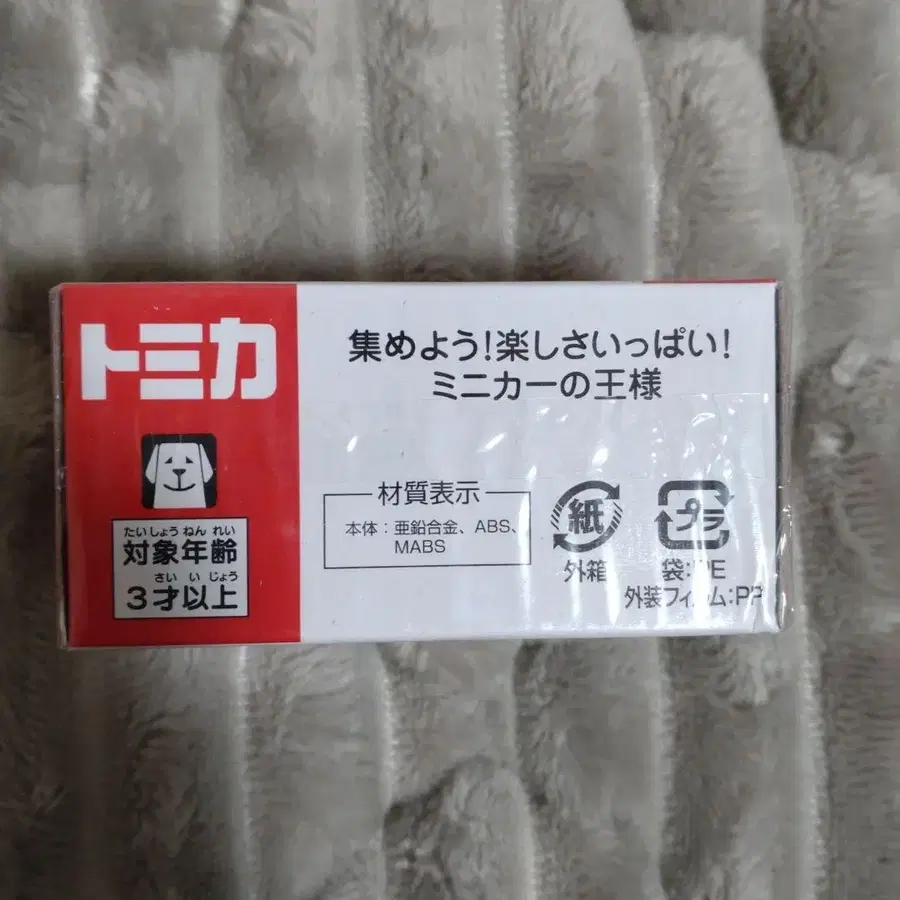 トミカ
たいしょうねんれい
対象年齢
さいいじょう
3才以上
集めよう!楽しさいっぱい!
ミニカーの王様
材質表示
本体:亜鉛合金、ABS、
MABS
紙
外箱
プラ
袋:PE
外装フィルム:PP